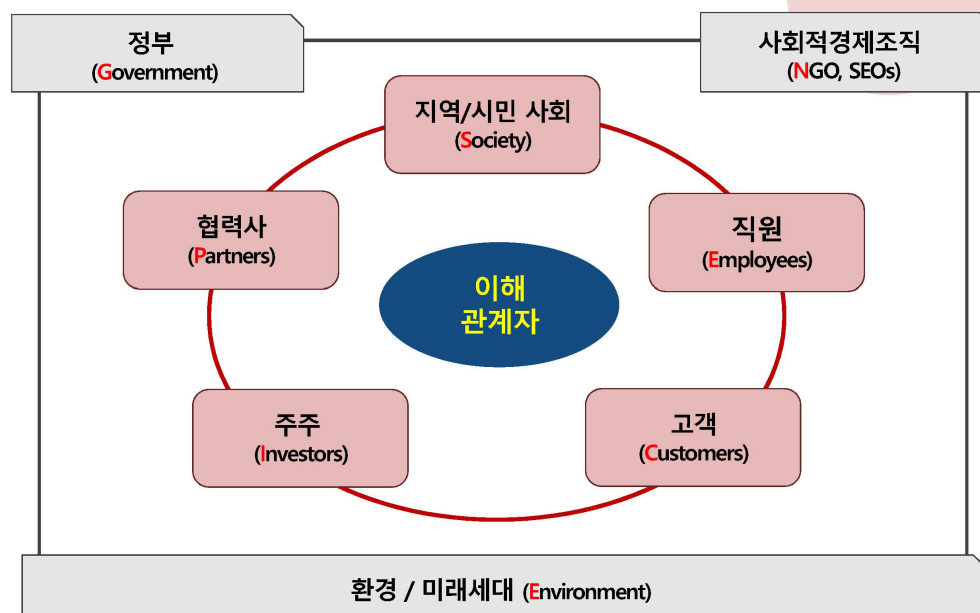 정부
(Government)
사회적경제조직
(NGO, SEOs)
지역/시민 사회
(Society)
협력사
(Partners)
직원
(Employees)
이해
관계자
주주
(Investors)
고객
(Customers)
환경 / 미래세대 (Environment)